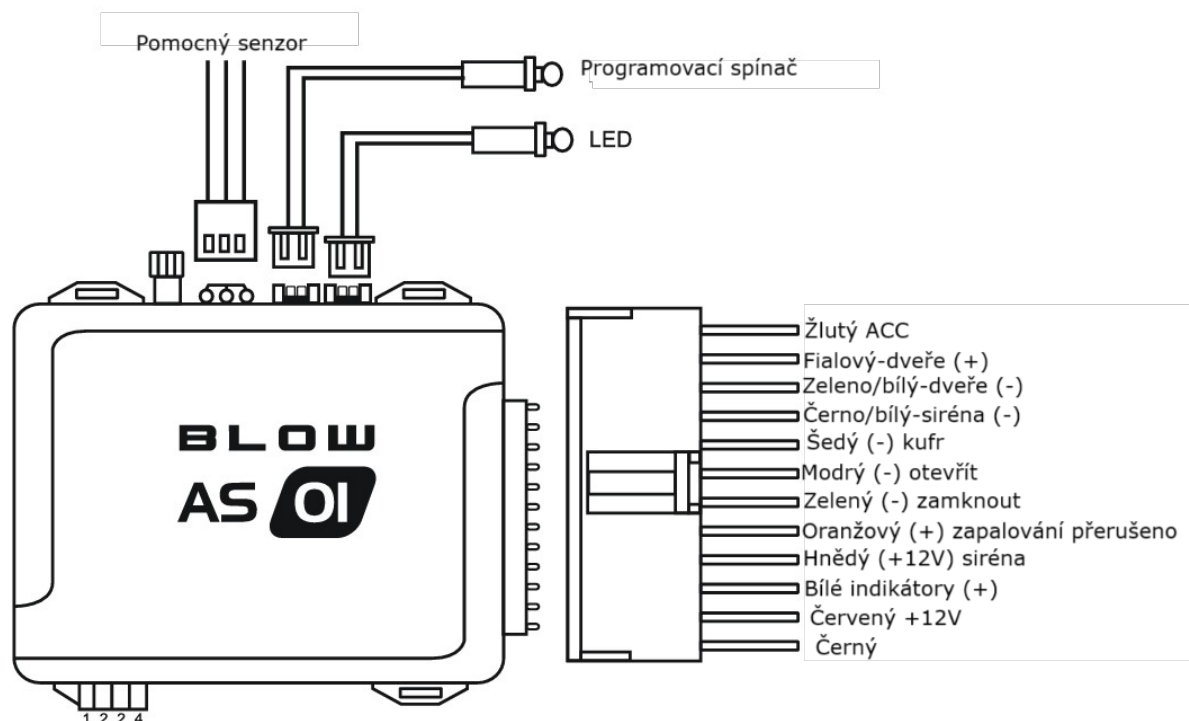 Pomocný senzor
Programovací spínač
LED
BLOW
AS 01
Žlutý ACC
Fialový-dveře (+)
Zeleno/bílý-dveře (-)
Černo/bílý-siréna (-)
Šedý (-) kufr
Modrý (-) otevřít
Zelený (-) zamknout
Oranžový (+) zapalování přerušeno
Hnědý (+12V) siréna
Bílé indikátory (+)
Červený +12V
Černý
1 2 2 4